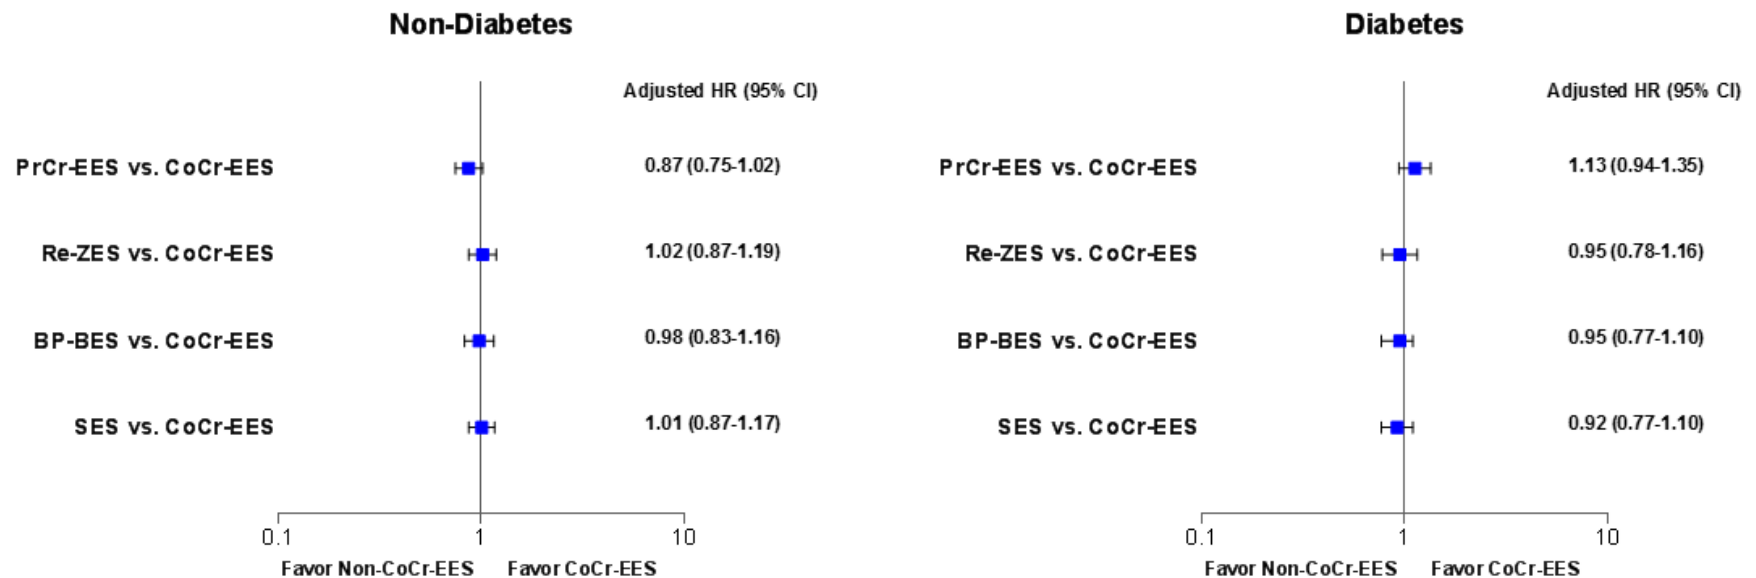 Non-Diabetes
Adjusted HR (95% CI)
PrCr-EES vs. CoCr-EES 0.87 (0.75-1.02)
Re-ZES vs. CoCr-EES 1.02 (0.87-1.19)
BP-BES vs. CoCr-EES 0.98 (0.83-1.16)
SES vs. CoCr-EES 1.01 (0.87-1.17)
0.1 1 10
Favor Non-CoCr-EES Favor CoCr-EES
Diabetes
Adjusted HR (95% CI)
PrCr-EES vs. CoCr-EES 1.13 (0.94-1.35)
Re-ZES vs. CoCr-EES 0.95 (0.78-1.16)
BP-BES vs. CoCr-EES 0.95 (0.77-1.10)
SES vs. CoCr-EES 0.92 (0.77-1.10)
0.1 1 10
Favor Non-CoCr-EES Favor CoCr-EES